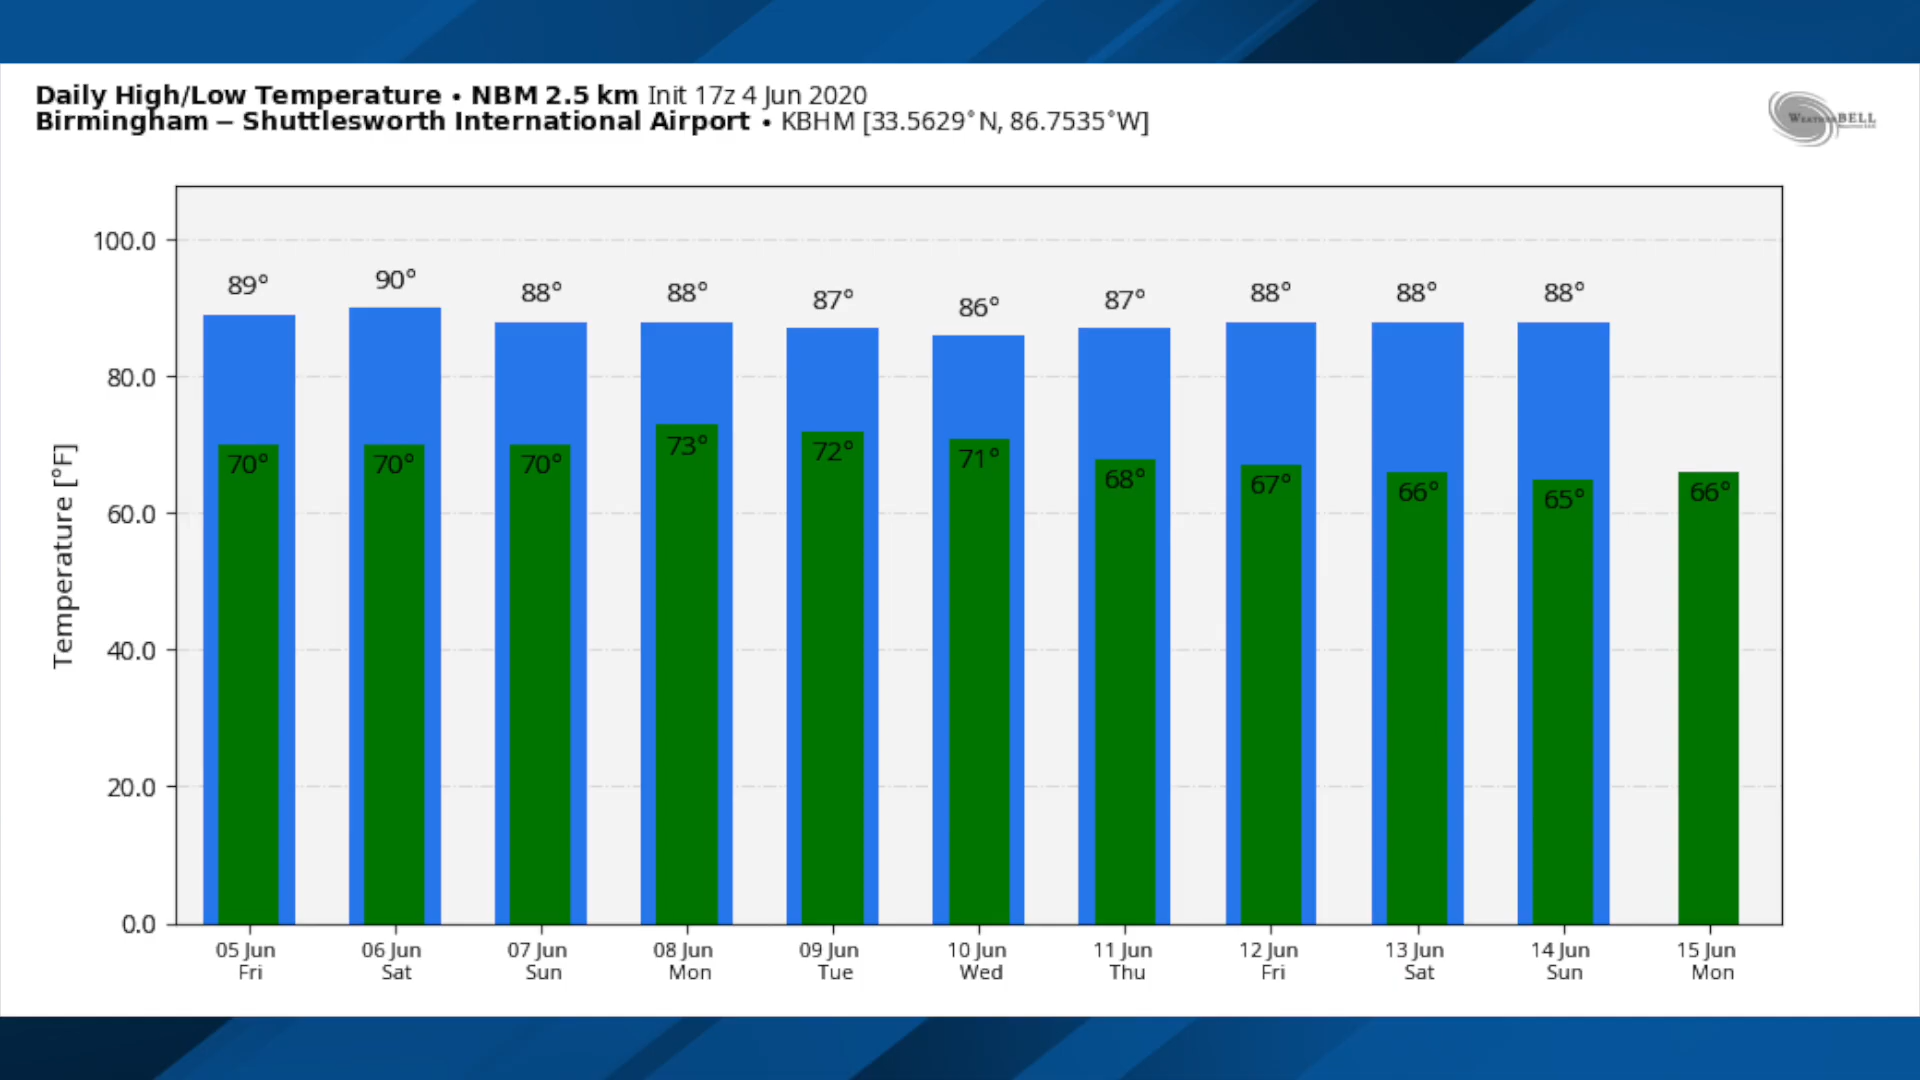 Daily High/Low Temperature • NBM 2.5 km Init 17z 4 Jun 2020
Birmingham – Shuttlesworth International Airport • KBHM [33.5629°N, 86.7535°W]
WEATHERBELL
Temperature [°F]
100.0
80.0
60.0
40.0
20.0
0.0
89° 90° 88° 88° 87° 86° 87° 88° 88° 88°
70° 70° 70° 73° 72° 71° 68° 67° 66° 65° 66°
05 Jun 06 Jun 07 Jun 08 Jun 09 Jun 10 Jun 11 Jun 12 Jun 13 Jun 14 Jun 15 Jun
Fri Sat Sun Mon Tue Wed Thu Fri Sat Sun Mon